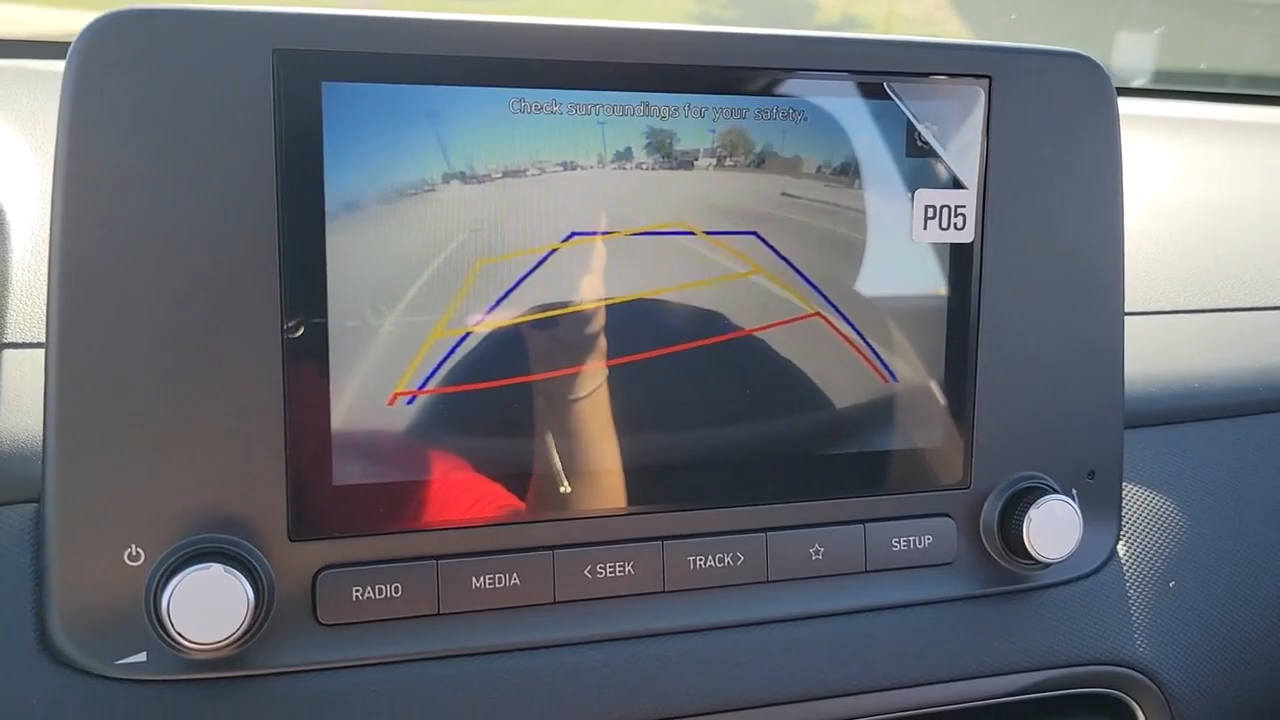 Check surroundings for your safety.
P05
RADIO
MEDIA
< SEEK
TRACK >
SETUP